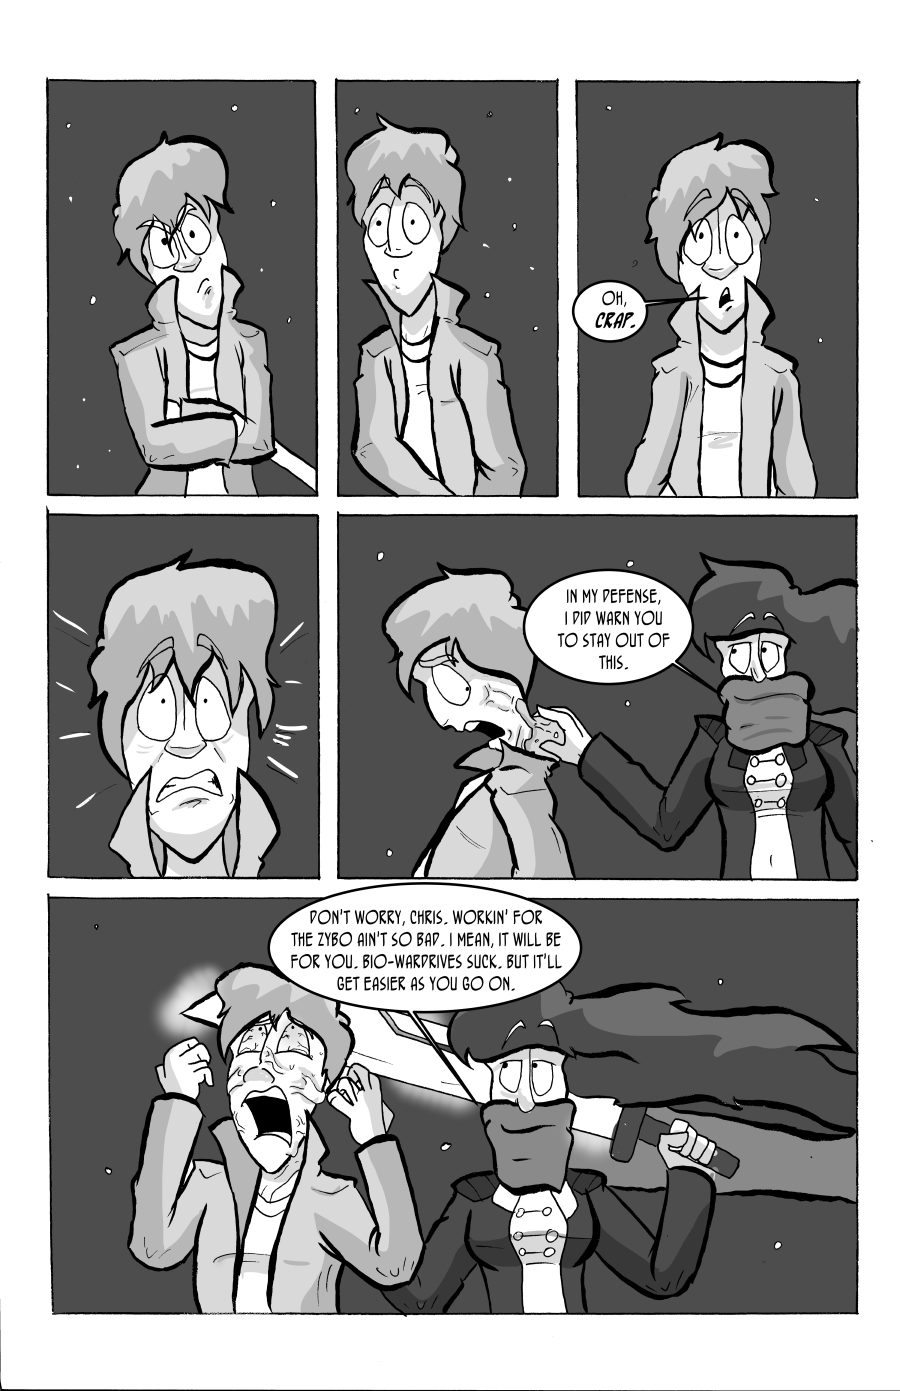 OH,
CRAP.
IN MY DEFENSE,
I DID WARN YOU
TO STAY OUT OF
THIS.
DON'T WORRY, CHRIS. WORKIN' FOR
THE ZYBO AIN'T SO BAD. I MEAN, IT WILL BE
FOR YOU. BIO-WARDRIVES SUCK. BUT IT'LL
GET EASIER AS YOU GO ON.